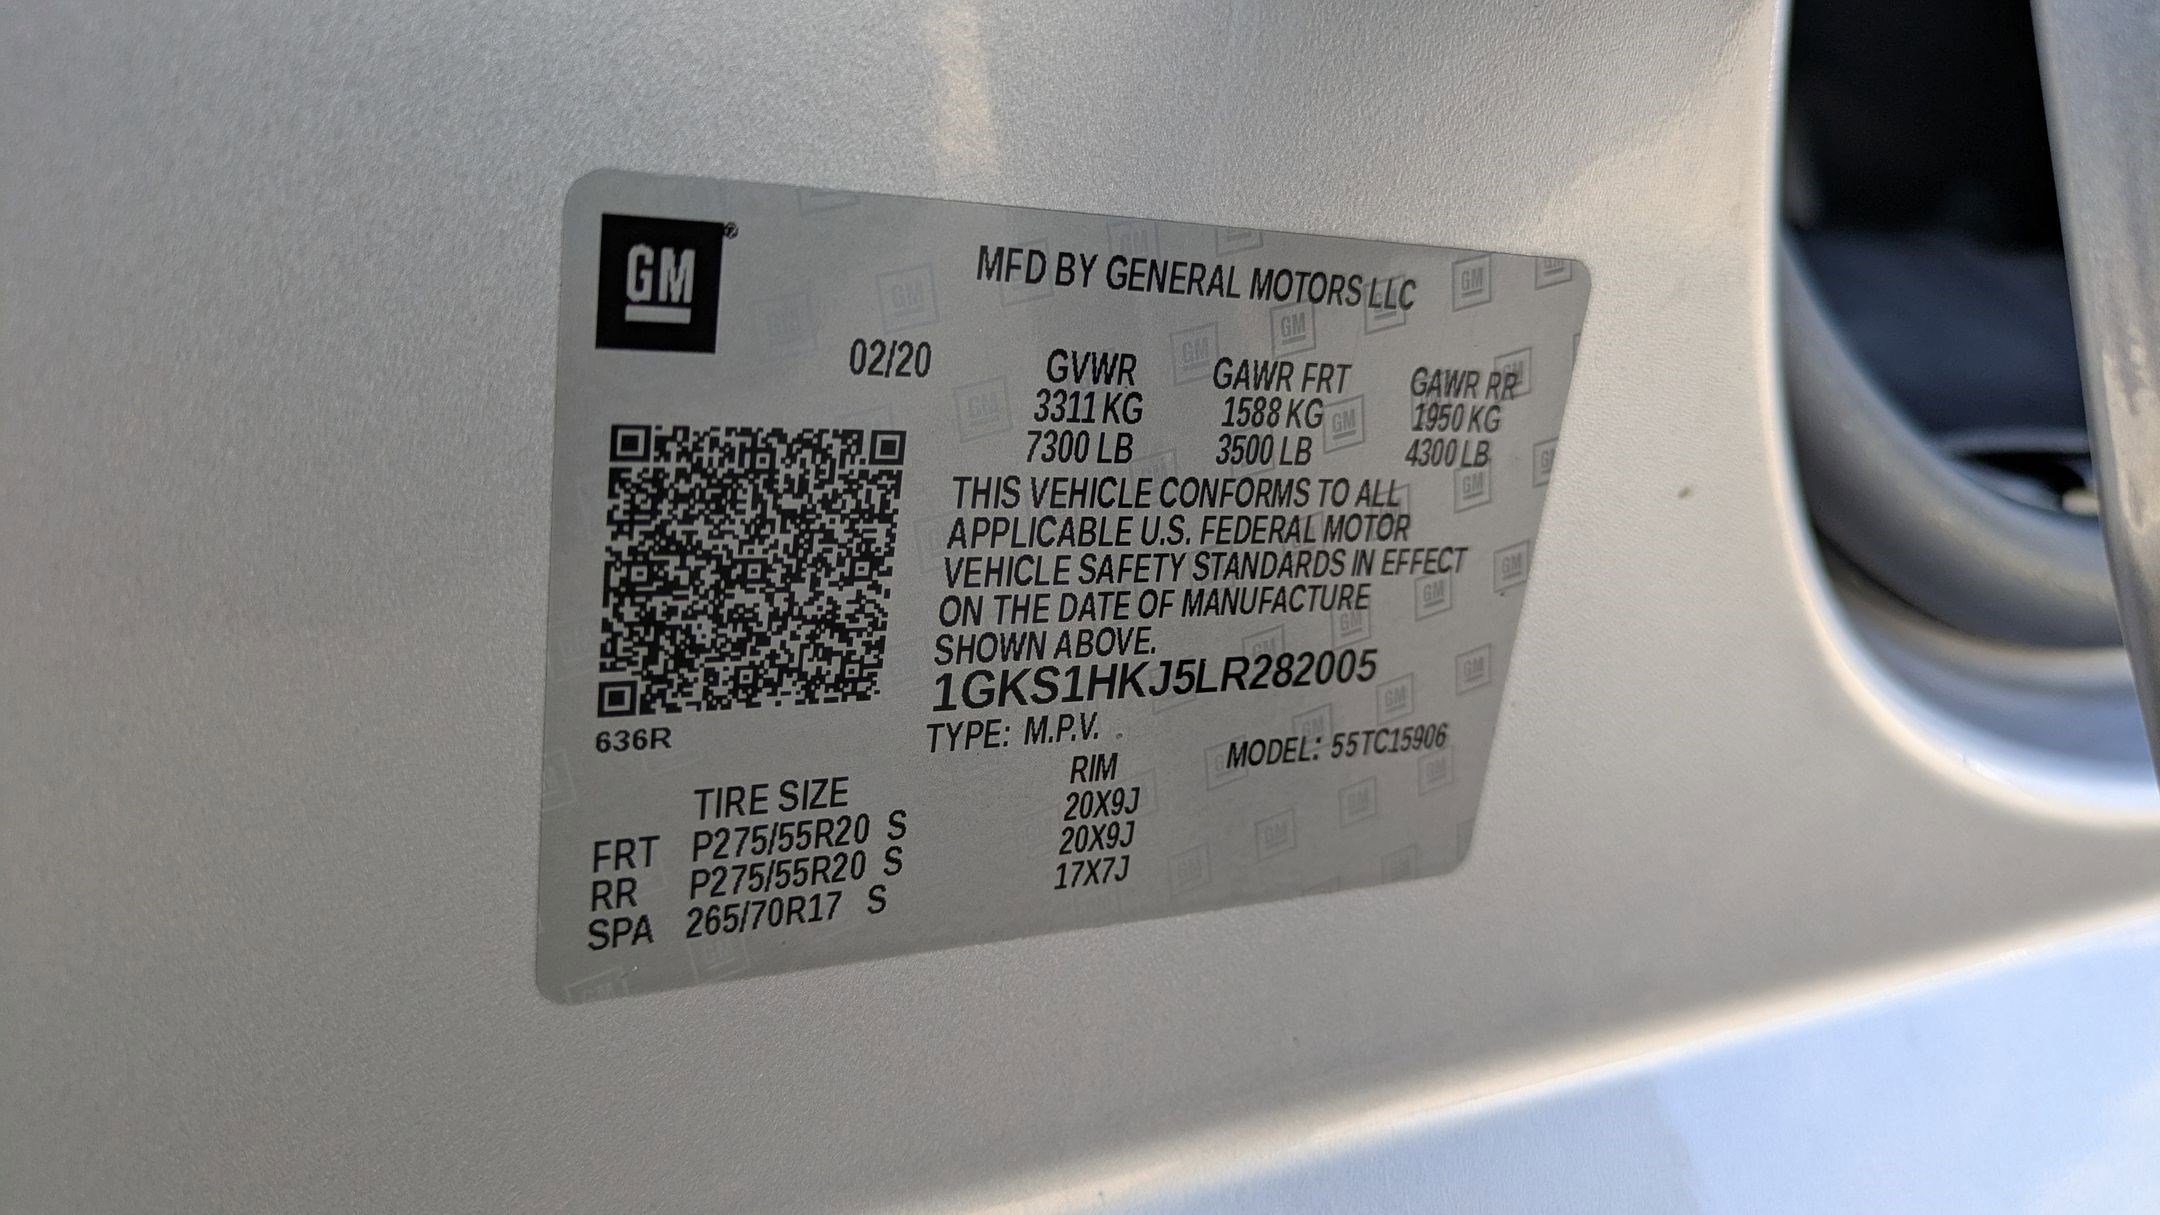 GM ®
MFD BY GENERAL MOTORS LLC
02/20
GVWR GAWR FRT GAWR RR
3311 KG 1588 KG 1950 KG
7300 LB 3500 LB 4300 LB
THIS VEHICLE CONFORMS TO ALL
APPLICABLE U.S. FEDERAL MOTOR
VEHICLE SAFETY STANDARDS IN EFFECT
ON THE DATE OF MANUFACTURE
SHOWN ABOVE.
1GKS1HKJ5LR282005
636R
TYPE: M.P.V. MODEL: 55TC15906
TIRE SIZE RIM
FRT P275/55R20 S 20X9J
RR P275/55R20 S 20X9J
SPA 265/70R17 S 17X7J